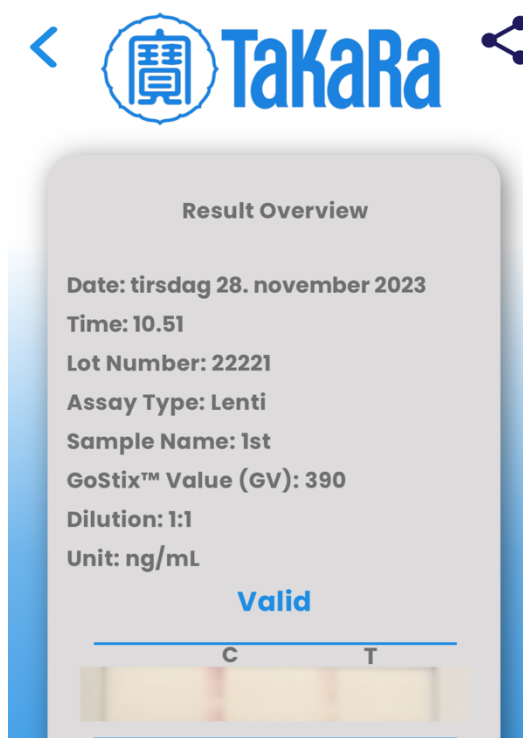 寶 TaKaRa
Result Overview
Date: tirsdag 28. november 2023
Time: 10.51
Lot Number: 22221
Assay Type: Lenti
Sample Name: 1st
GoStix™ Value (GV): 390
Dilution: 1:1
Unit: ng/mL
Valid
C T